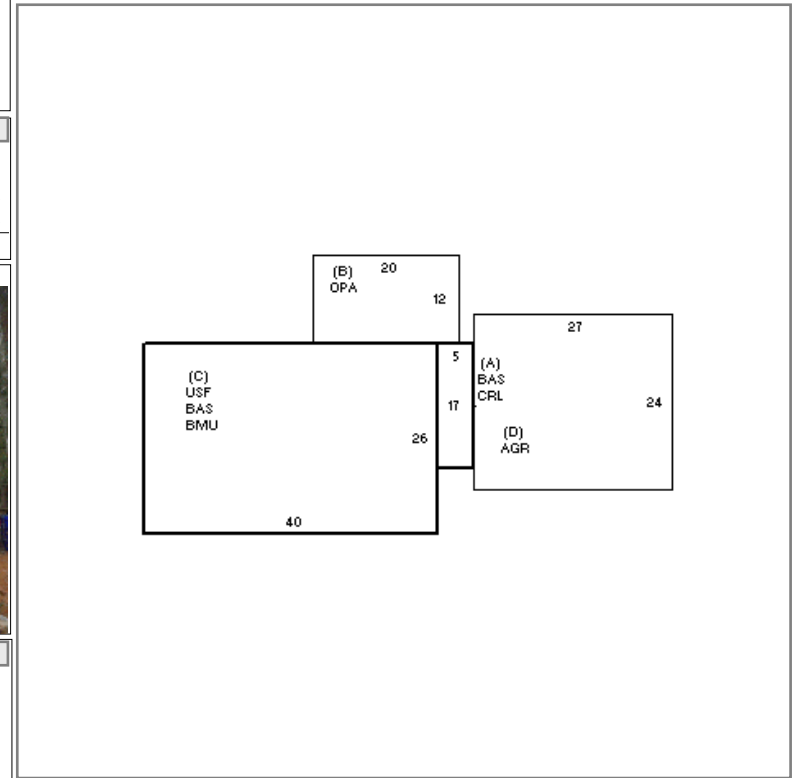 (B) 20
OPA
12
27
5
(A)
BAS
CRL
(C)
USF
BAS
BMU
17
24
(D)
AGR
26
40